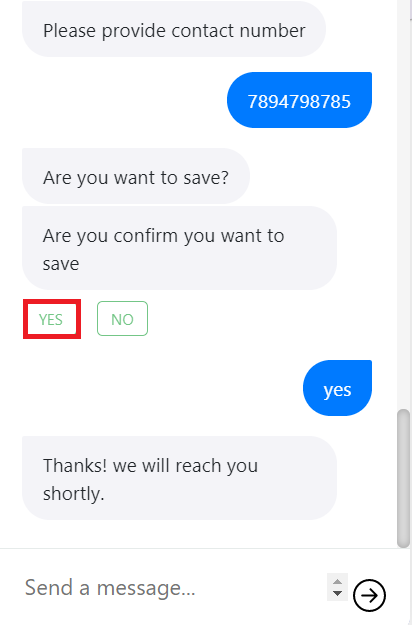 Please provide contact number
7894798785
Are you want to save?
Are you confirm you want to
save
YES NO
yes
Thanks! we will reach you
shortly.
Send a message...